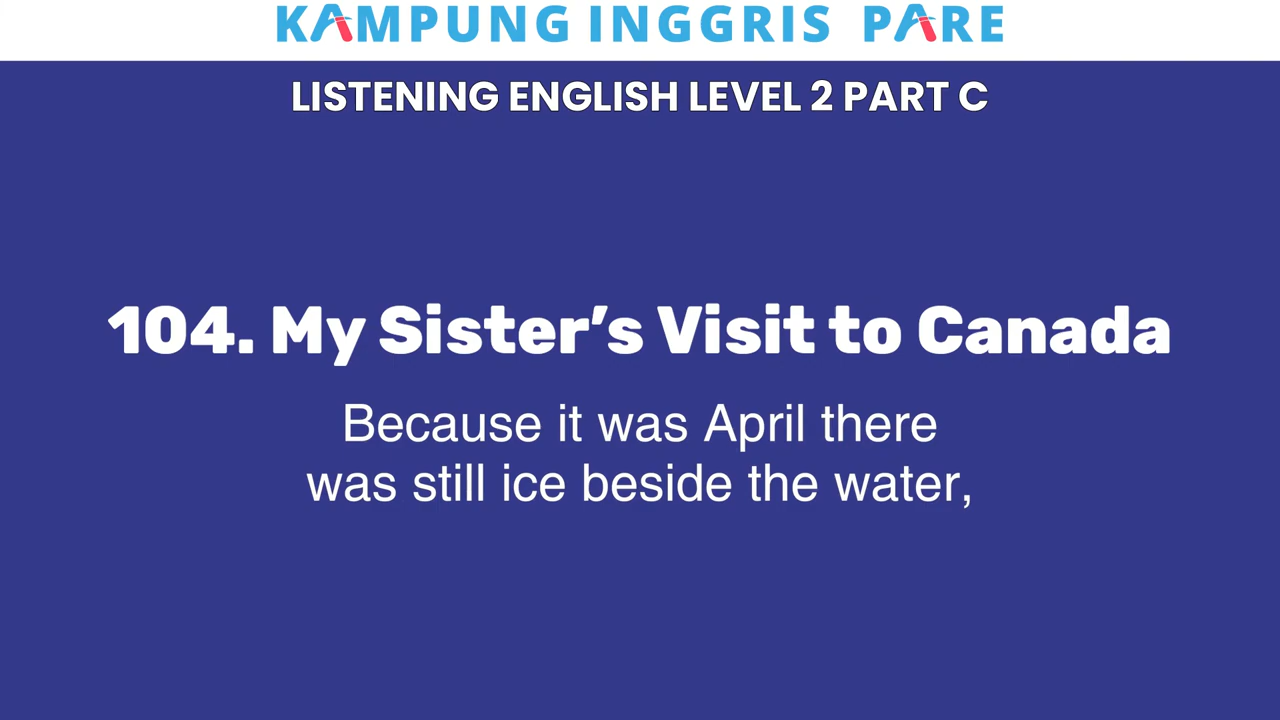 KAMPUNG INGGRIS PARE
LISTENING ENGLISH LEVEL 2 PART C
104. My Sister’s Visit to Canada
Because it was April there
was still ice beside the water,